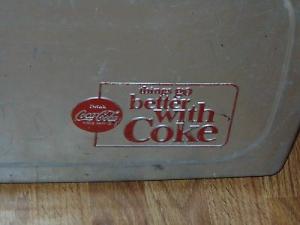 things go
better
with
Coke
Drink
Coca-Cola